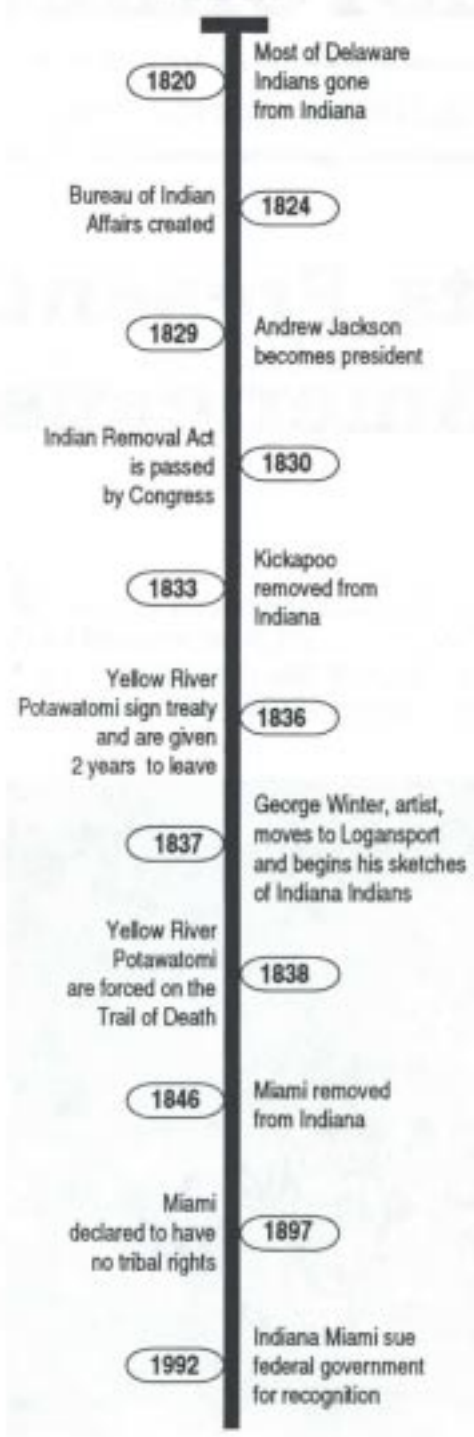 1820
Most of Delaware
Indians gone
from Indiana
Bureau of Indian
Affairs created
1824
1829
Andrew Jackson
becomes president
Indian Removal Act
is passed
by Congress
1830
1833
Kickapoo
removed from
Indiana
Yellow River
Potawatomi sign treaty
and are given
2 years to leave
1836
1837
George Winter, artist,
moves to Logansport
and begins his sketches
of Indiana Indians
Yellow River
Potawatomi
are forced on the
Trail of Death
1838
1846
Miami removed
from Indiana
Miami
declared to have
no tribal rights
1897
1992
Indiana Miami sue
federal government
for recognition